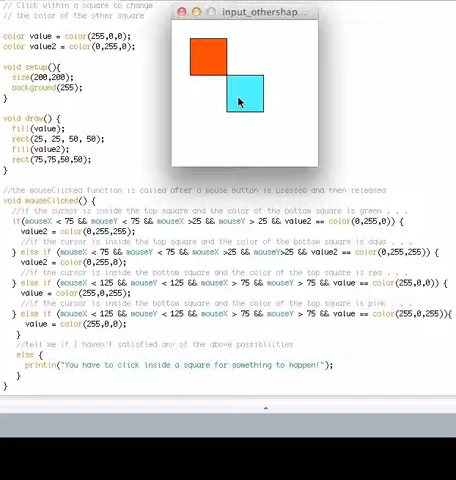 // Click within a square to change
// the color of the other square
input_othershap...
color value = color(255,0,0);
color value2 = color(0,255,0);
void setup(){
size(200,200);
background(255);
}
void draw() {
fill(value);
rect(25, 25, 50, 50);
fill(value2);
rect(75,75,50,50);
}
//the mouseClicked function is called after a mouse button is pressed and then released
void mouseClicked() {
//if the cursor is inside the top square and the color of the bottom square is green . . .
if(mouseX < 75 && mouseY < 75 && mouseX >25 && mouseY > 25 && value2 == color(0,255,0)) {
value2 = color(0,255,255);
//if the cursor is inside the top square and the color of the bottom square is aqua . . .
} else if (mouseX < 75 && mouseY < 75 && mouseX >25 && mouseY>25 && value2 == color(0,255,255)) {
value2 = color(0,255,0);
//if the cursor is inside the bottom square and the color of the top square is red . . .
} else if (mouseX < 125 && mouseY < 125 && mouseX > 75 && mouseY > 75 && value == color(255,0,0)) {
value = color(255,0,255);
//if the cursor is inside the bottom square and the color of the top square is pink . . .
} else if (mouseX < 125 && mouseY < 125 && mouseX > 75 && mouseY > 75 && value == color(255,0,255)){
value = color(255,0,0);
}
//tell me if I haven't satisfied any of the above possibilities
else {
println("You have to click inside a square for something to happen!");
}
}